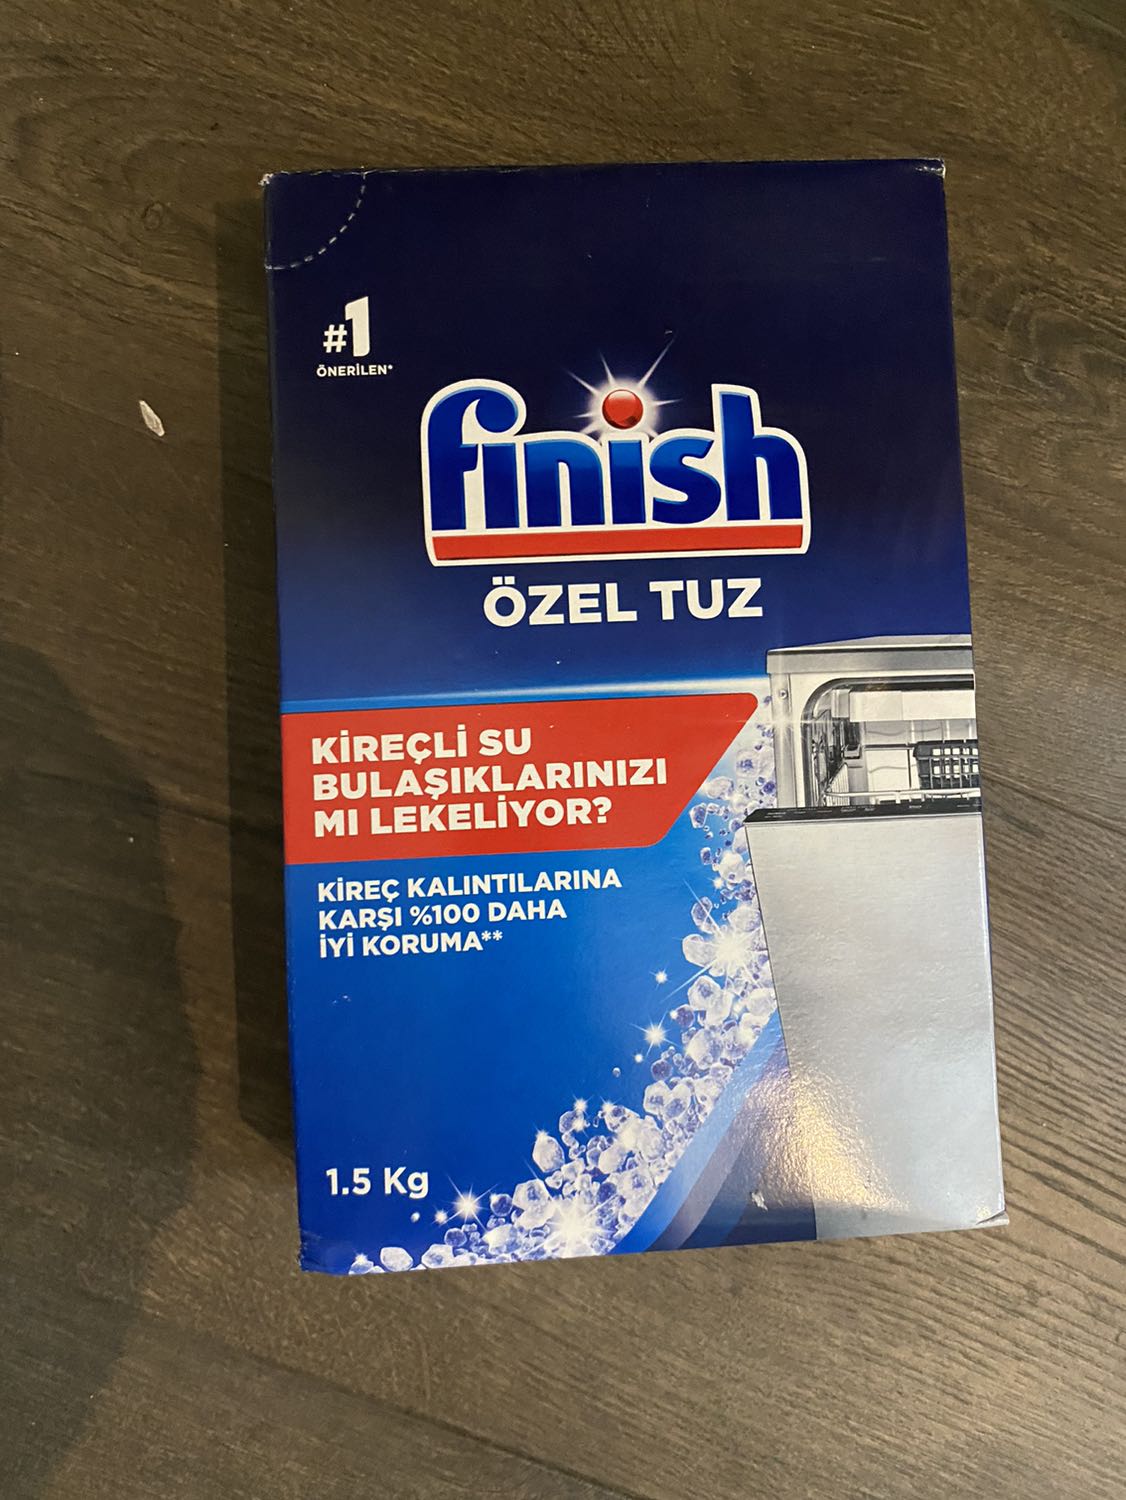 #1
ÖNERİLEN*
finish
ÖZEL TUZ
KİREÇLİ SU
BULAŞIKLARINIZI
MI LEKELİYOR?
KİREÇ KALINTILARINA
KARŞI %100 DAHA
İYİ KORUMA**
1.5 Kg